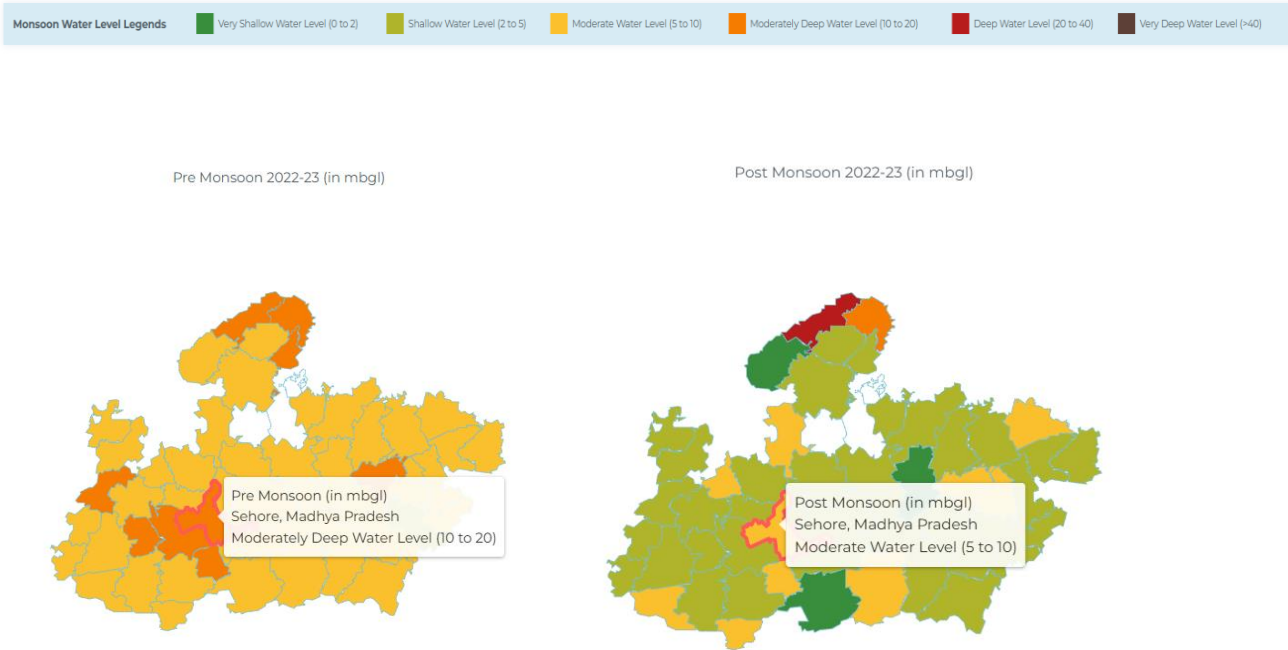 Monsoon Water Level Legends
Very Shallow Water Level (0 to 2)
Shallow Water Level (2 to 5)
Moderate Water Level (5 to 10)
Moderately Deep Water Level (10 to 20)
Deep Water Level (20 to 40)
Very Deep Water Level (>40)
Pre Monsoon 2022-23 (in mbgl)
Post Monsoon 2022-23 (in mbgl)
Pre Monsoon (in mbgl)
Sehore, Madhya Pradesh
Moderately Deep Water Level (10 to 20)
Post Monsoon (in mbgl)
Sehore, Madhya Pradesh
Moderate Water Level (5 to 10)